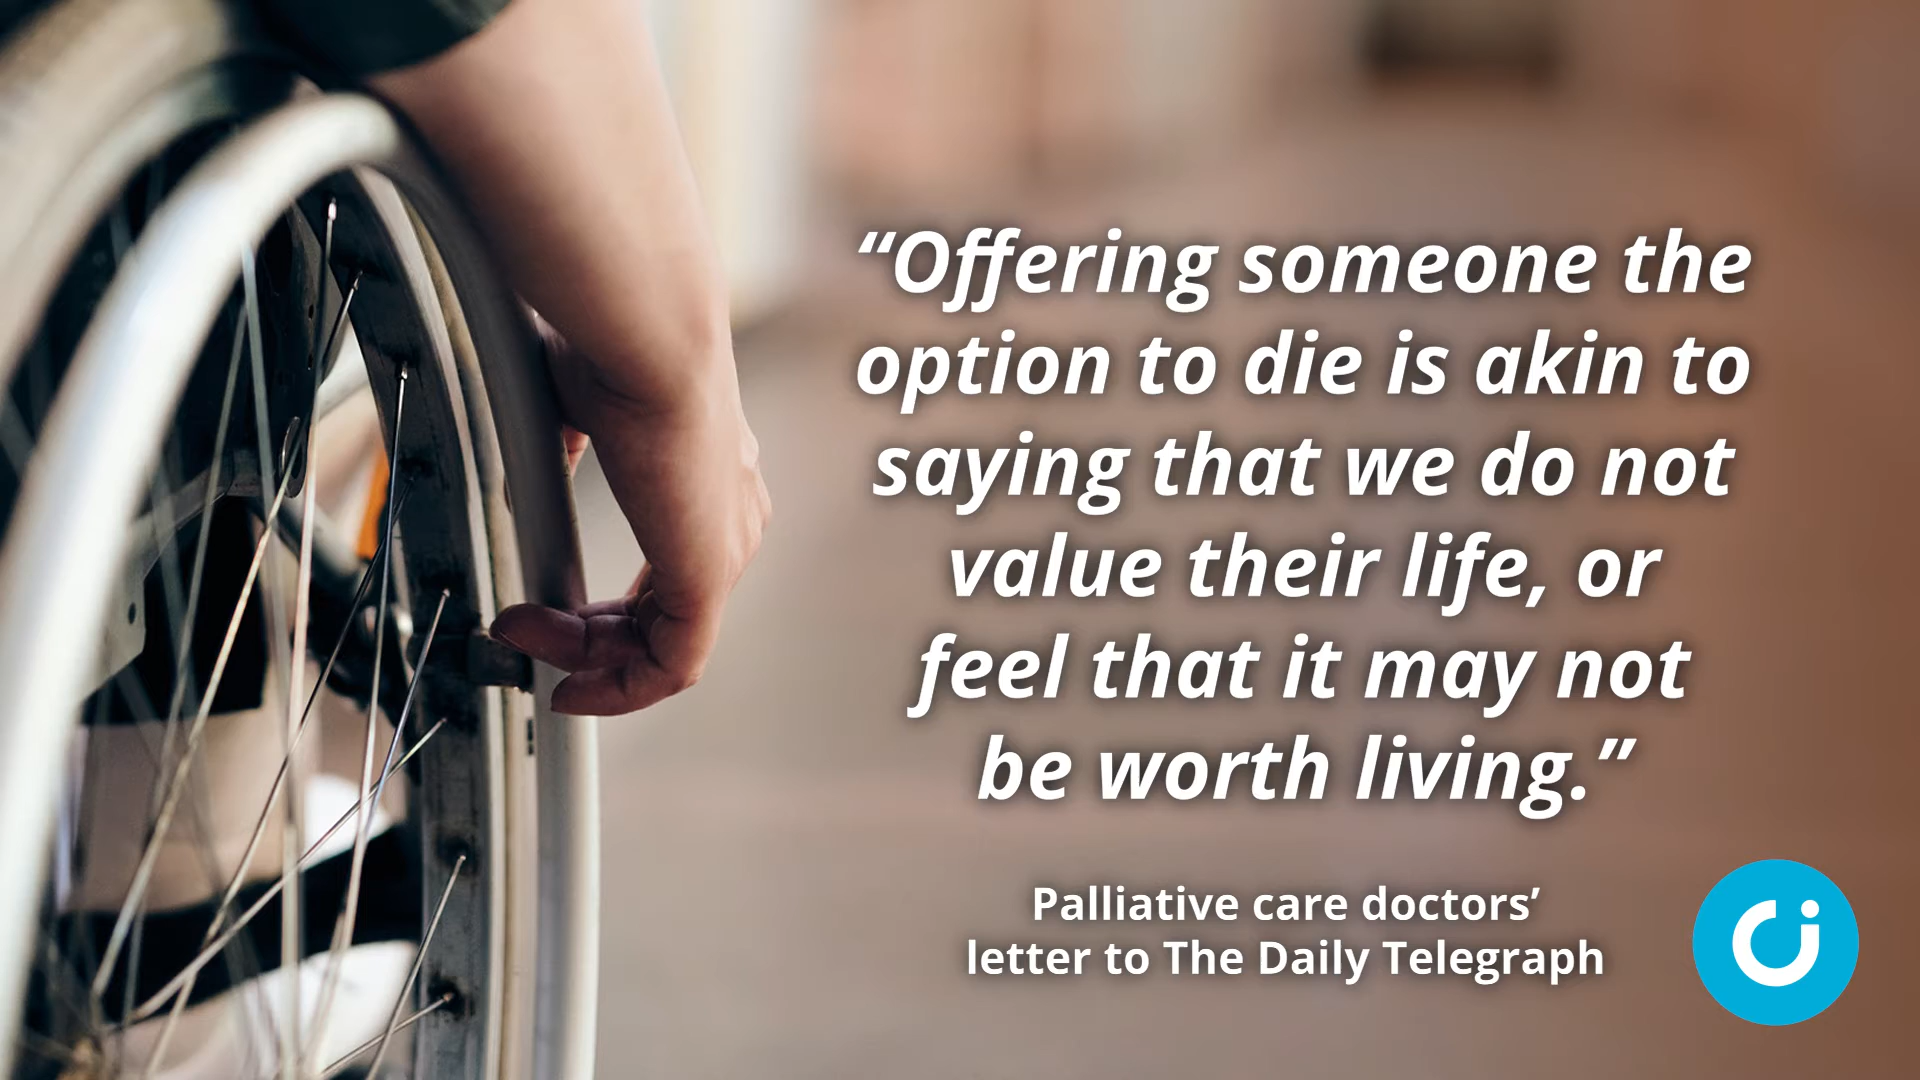 “Offering someone the
option to die is akin to
saying that we do not
value their life, or
feel that it may not
be worth living.”
Palliative care doctors’
letter to The Daily Telegraph